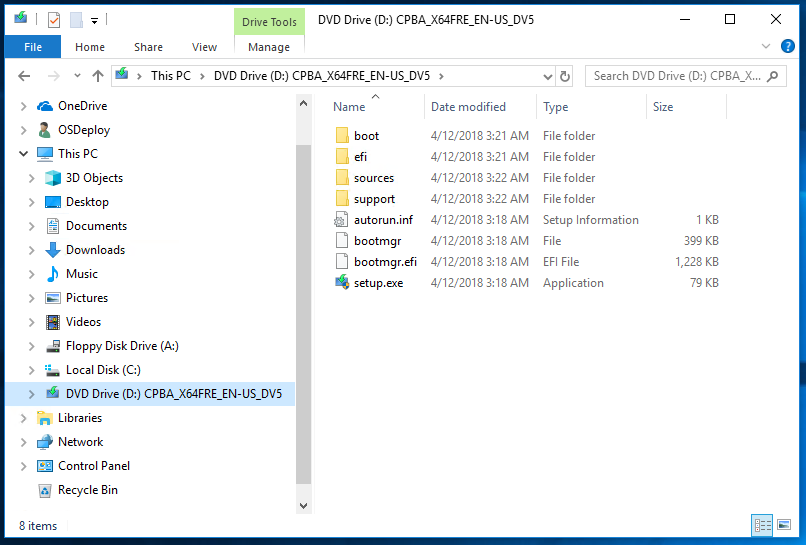 Drive Tools DVD Drive (D:) CPBA_X64FRE_EN-US_DV5
File Home Share View Manage
This PC DVD Drive (D:) CPBA_X64FRE_EN-US_DV5 Search DVD Drive (D:) CPBA_X...
OneDrive
OSDeploy
This PC
3D Objects
Desktop
Documents
Downloads
Music
Pictures
Videos
Floppy Disk Drive (A:)
Local Disk (C:)
DVD Drive (D:) CPBA_X64FRE_EN-US_DV5
Libraries
Network
Control Panel
Recycle Bin
Name Date modified Type Size
boot 4/12/2018 3:21 AM File folder
efi 4/12/2018 3:21 AM File folder
sources 4/12/2018 3:22 AM File folder
support 4/12/2018 3:22 AM File folder
autorun.inf 4/12/2018 3:18 AM Setup Information 1 KB
bootmgr 4/12/2018 3:18 AM File 399 KB
bootmgr.efi 4/12/2018 3:18 AM EFI File 1,228 KB
setup.exe 4/12/2018 3:18 AM Application 79 KB
8 items